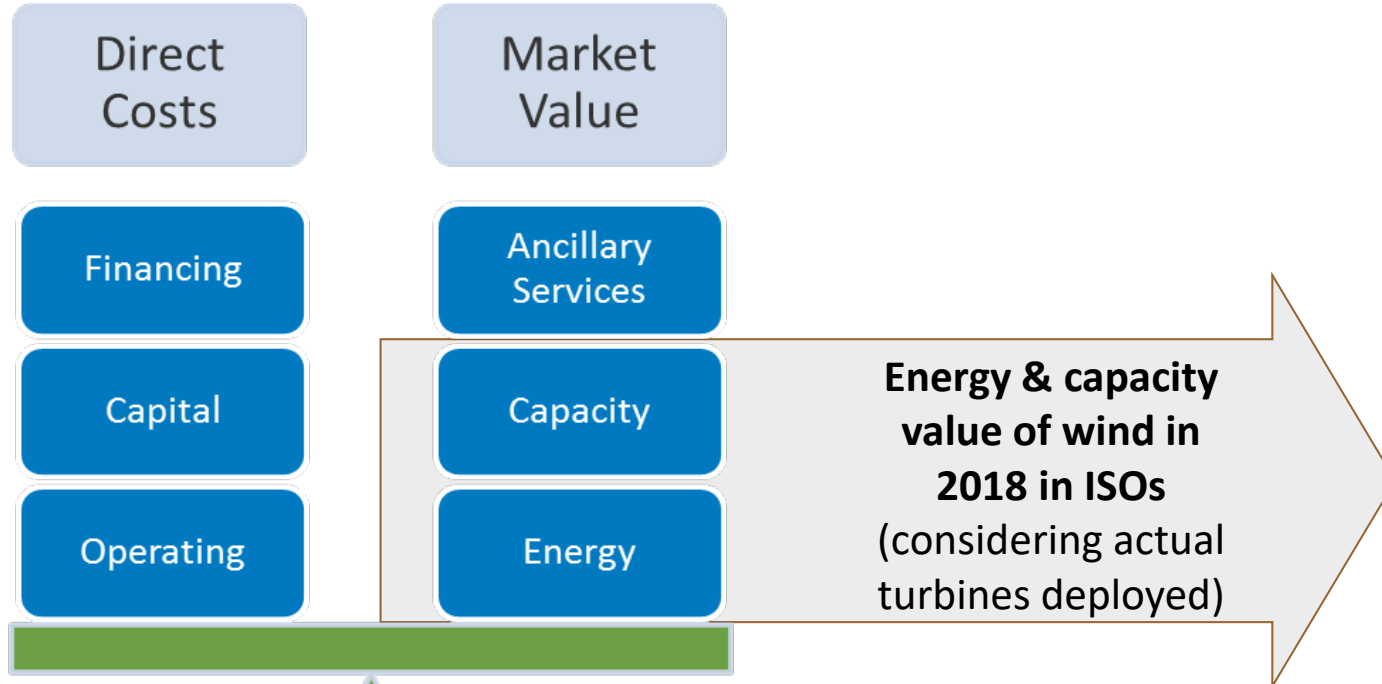 Direct
Costs
Market
Value
Financing
Capital
Operating
Ancillary
Services
Capacity
Energy
Energy & capacity
value of wind in
2018 in ISOs
(considering actual
turbines deployed)